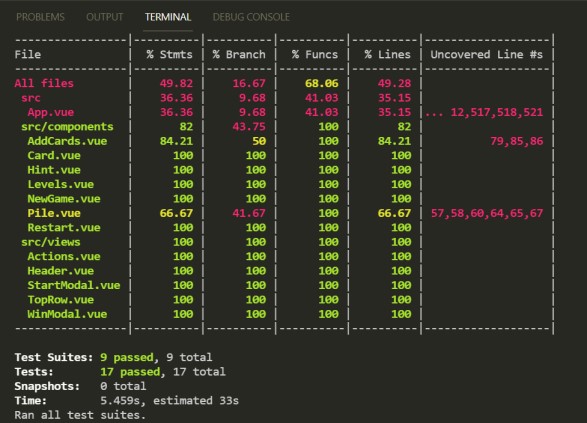 PROBLEMS OUTPUT TERMINAL DEBUG CONSOLE
-----------------|----------|----------|----------|----------|-------------------|
File             |  % Stmts | % Branch |  % Funcs |  % Lines | Uncovered Line #s |
-----------------|----------|----------|----------|----------|-------------------|
All files        |    49.82 |    16.67 |    68.06 |    49.28 |                   |
 src             |    36.36 |     9.68 |    41.03 |    35.15 |                   |
  App.vue        |    36.36 |     9.68 |    41.03 |    35.15 |... 12,517,518,521 |
 src/components  |       82 |    43.75 |      100 |       82 |                   |
  AddCards.vue   |    84.21 |       50 |      100 |    84.21 |          79,85,86 |
  Card.vue       |      100 |      100 |      100 |      100 |                   |
  Hint.vue       |      100 |      100 |      100 |      100 |                   |
  Levels.vue     |      100 |      100 |      100 |      100 |                   |
  NewGame.vue    |      100 |      100 |      100 |      100 |                   |
  Pile.vue       |    66.67 |    41.67 |      100 |    66.67 | 57,58,60,64,65,67 |
  Restart.vue    |      100 |      100 |      100 |      100 |                   |
 src/views       |      100 |      100 |      100 |      100 |                   |
  Actions.vue    |      100 |      100 |      100 |      100 |                   |
  Header.vue     |      100 |      100 |      100 |      100 |                   |
  StartModal.vue |      100 |      100 |      100 |      100 |                   |
  TopRow.vue     |      100 |      100 |      100 |      100 |                   |
  WinModal.vue   |      100 |      100 |      100 |      100 |                   |
-----------------|----------|----------|----------|----------|-------------------|
Test Suites: 9 passed, 9 total
Tests:       17 passed, 17 total
Snapshots:   0 total
Time:        5.459s, estimated 33s
Ran all test suites.